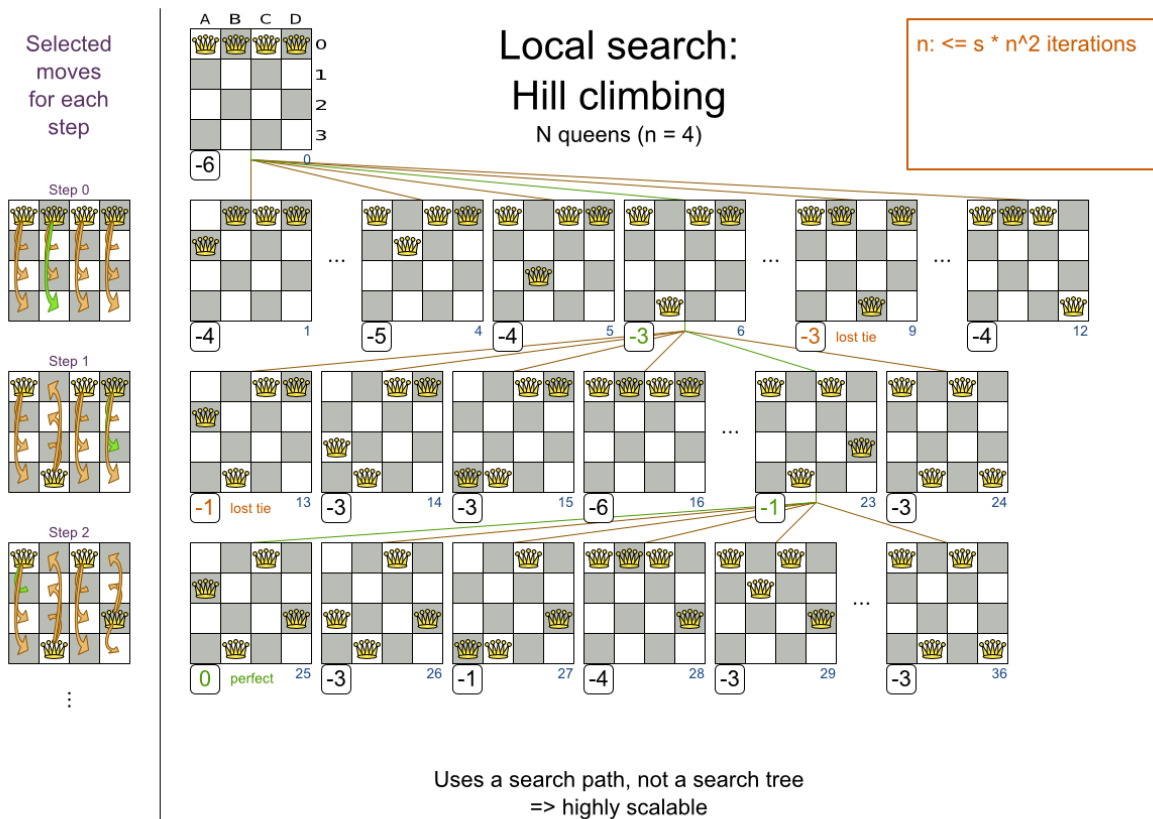 Selected
moves
for each
step
A B C D
0
1
2
3
-6
0
Local search:
Hill climbing
N queens (n = 4)
n: <= s * n^2 iterations
Step 0
...
...
...
-4
1
-5
4
-4
5
-3
6
-3
lost tie
9
-4
12
Step 1
...
-1
lost tie
13
-3
14
-3
15
-6
16
-1
23
-3
24
Step 2
...
0
perfect
25
-3
26
-1
27
-4
28
-3
29
-3
36
...
Uses a search path, not a search tree
=> highly scalable